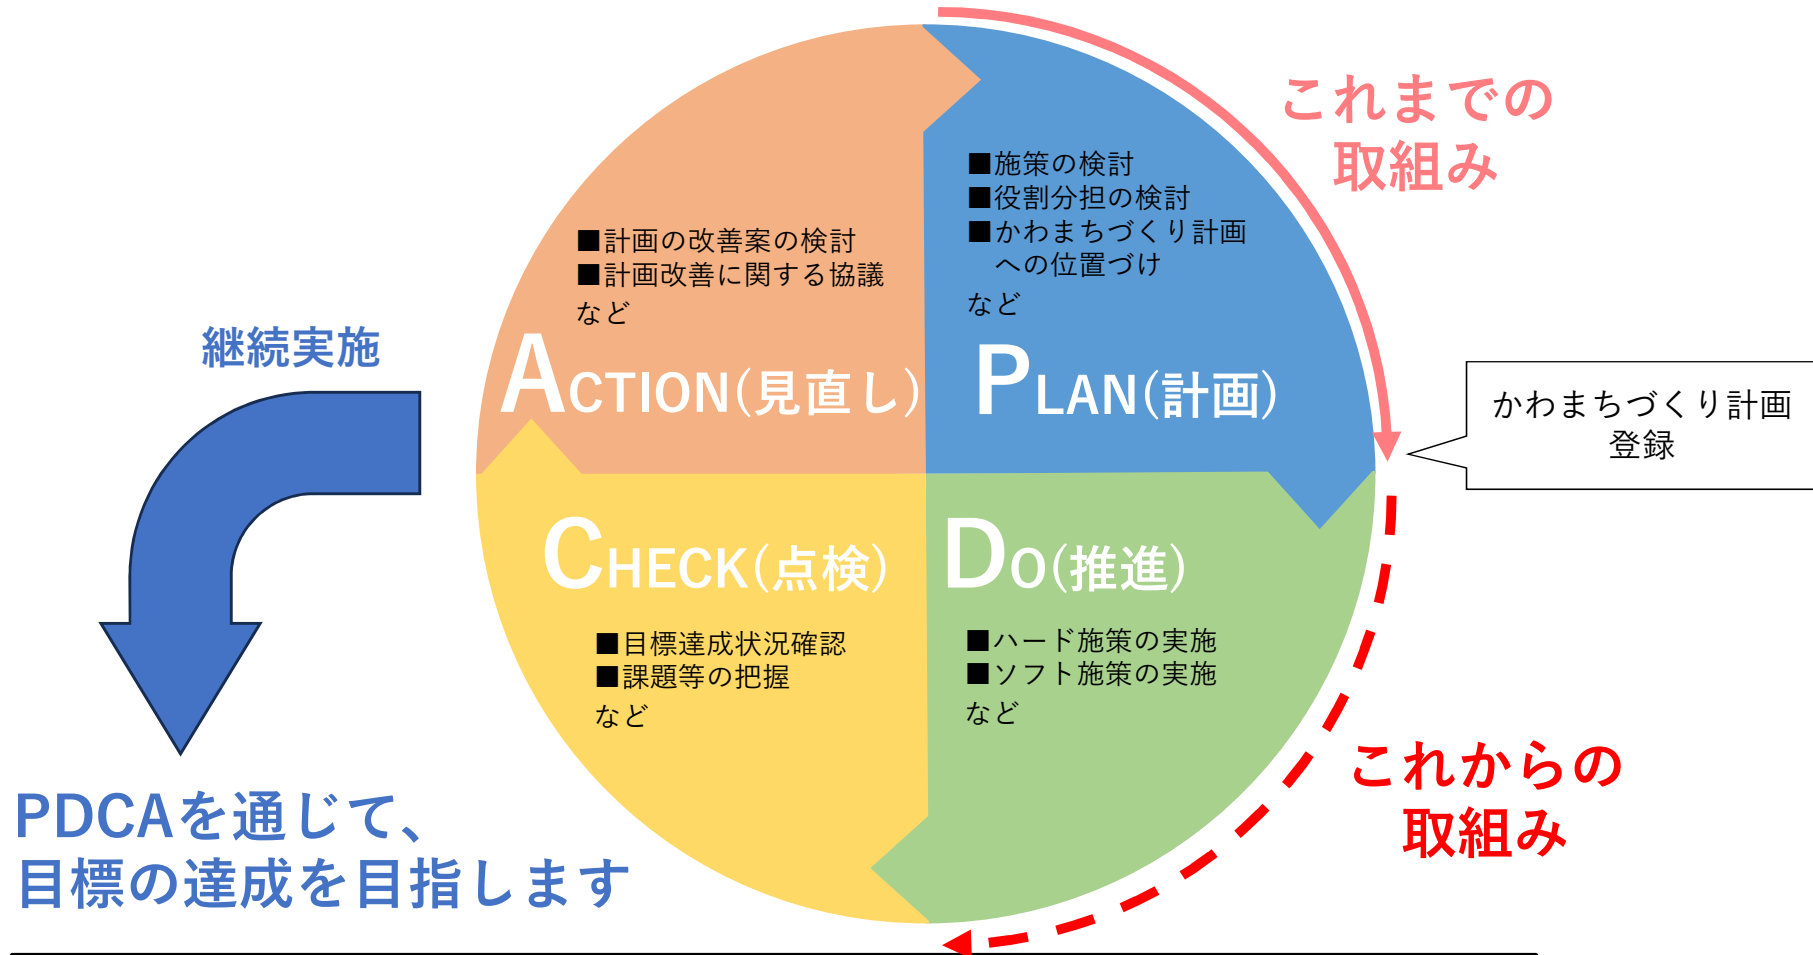 これまでの
取組み
■施策の検討
■役割分担の検討
■かわまちづくり計画
への位置づけ
など
PLAN(計画)
■計画の改善案の検討
■計画改善に関する協議
など
ACTION(見直し)
継続実施
かわまちづくり計画
登録
CHECK(点検)
■目標達成状況確認
■課題等の把握
など
DO(推進)
■ハード施策の実施
■ソフト施策の実施
など
これからの
取組み
PDCAを通じて、
目標の達成を目指します